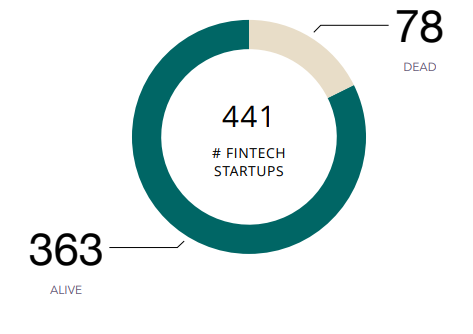 78
DEAD
441
# FINTECH
STARTUPS
363
ALIVE